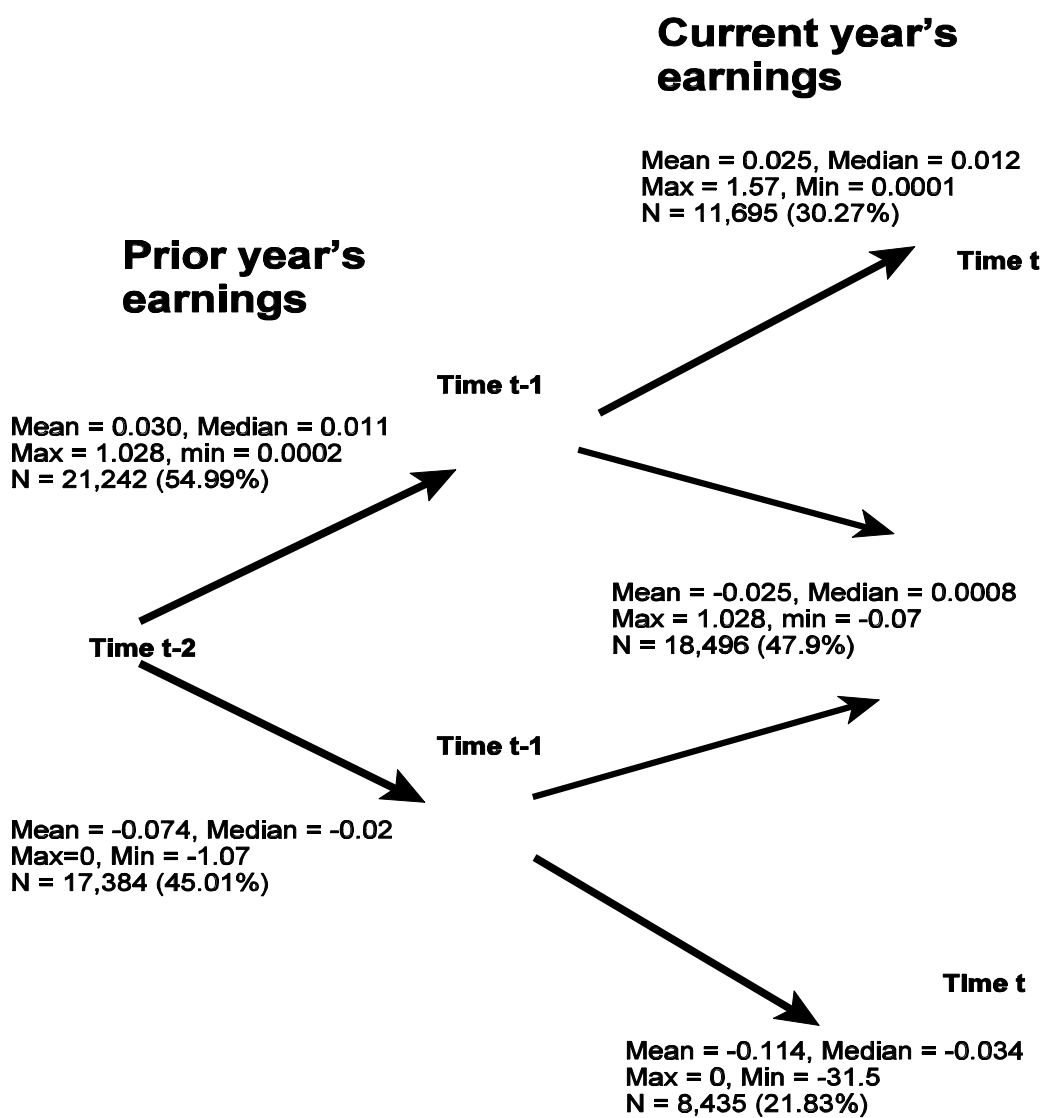 Current year's
earnings
Mean = 0.025, Median = 0.012
Max = 1.57, Min = 0.0001
N = 11,695 (30.27%)
Time t
Prior year's
earnings
Time t-1
Mean = 0.030, Median = 0.011
Max = 1.028, min = 0.0002
N = 21,242 (54.99%)
Mean = -0.025, Median = 0.0008
Max = 1.028, min = -0.07
N = 18,496 (47.9%)
Time t-2
Time t-1
Mean = -0.074, Median = -0.02
Max=0, Min = -1.07
N = 17,384 (45.01%)
TIme t
Mean = -0.114, Median = -0.034
Max = 0, Min = -31.5
N = 8,435 (21.83%)